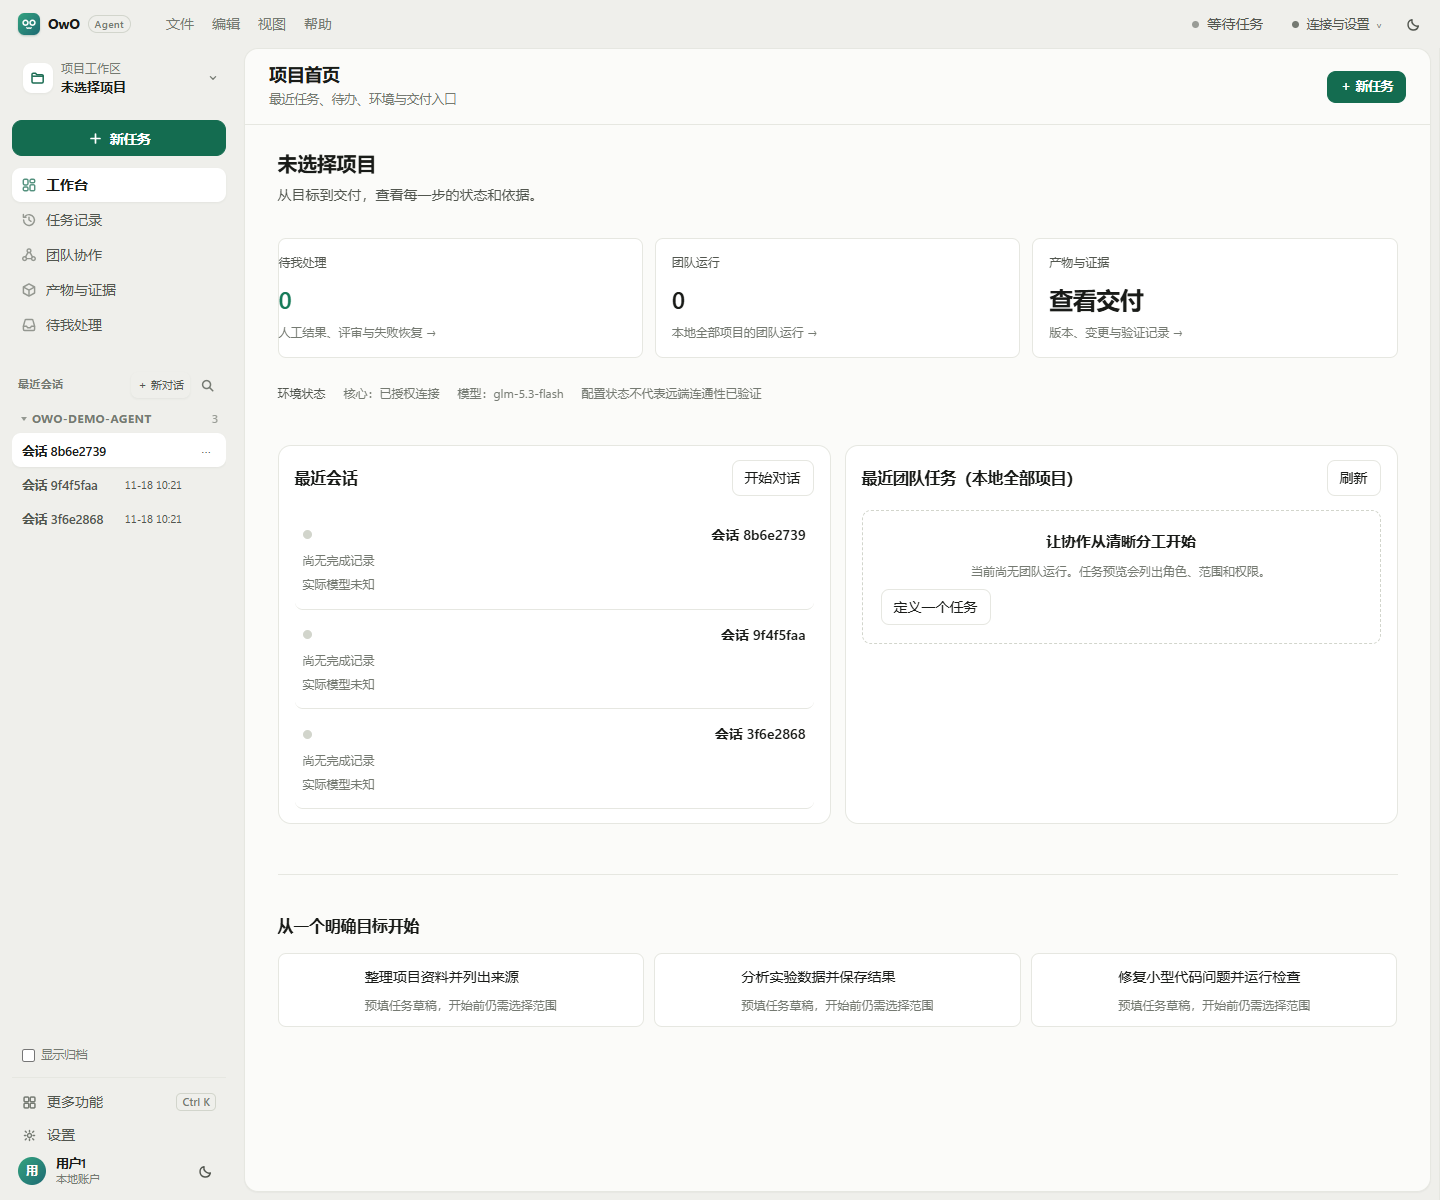 OwO Agent 文件 编辑 视图 帮助 等待任务 连接与设置
项目工作区
未选择项目
+ 新任务
工作台
任务记录
团队协作
产物与证据
待我处理
最近会话 + 新对话
OWO-DEMO-AGENT 3
会话 8b6e2739 ...
会话 9f4f5faa 11-18 10:21
会话 3f6e2868 11-18 10:21
显示归档
更多功能 Ctrl K
设置
用 用户1
本地账户
项目首页
最近任务、待办、环境与交付入口
+ 新任务
未选择项目
从目标到交付，查看每一步的状态和依据。
待我处理
0
人工结果、评审与失败恢复 →
团队运行
0
本地全部项目的团队运行 →
产物与证据
查看交付
版本、变更与验证记录 →
环境状态 核心：已授权连接 模型：glm-5.3-flash 配置状态不代表远端连通性已验证
最近会话 开始对话
会话 8b6e2739
尚无完成记录
实际模型未知
会话 9f4f5faa
尚无完成记录
实际模型未知
会话 3f6e2868
尚无完成记录
实际模型未知
最近团队任务（本地全部项目） 刷新
让协作从清晰分工开始
当前尚无团队运行。任务预览会列出角色、范围和权限。
定义一个任务
从一个明确目标开始
整理项目资料并列出来源
预填任务草稿，开始前仍需选择范围
分析实验数据并保存结果
预填任务草稿，开始前仍需选择范围
修复小型代码问题并运行检查
预填任务草稿，开始前仍需选择范围